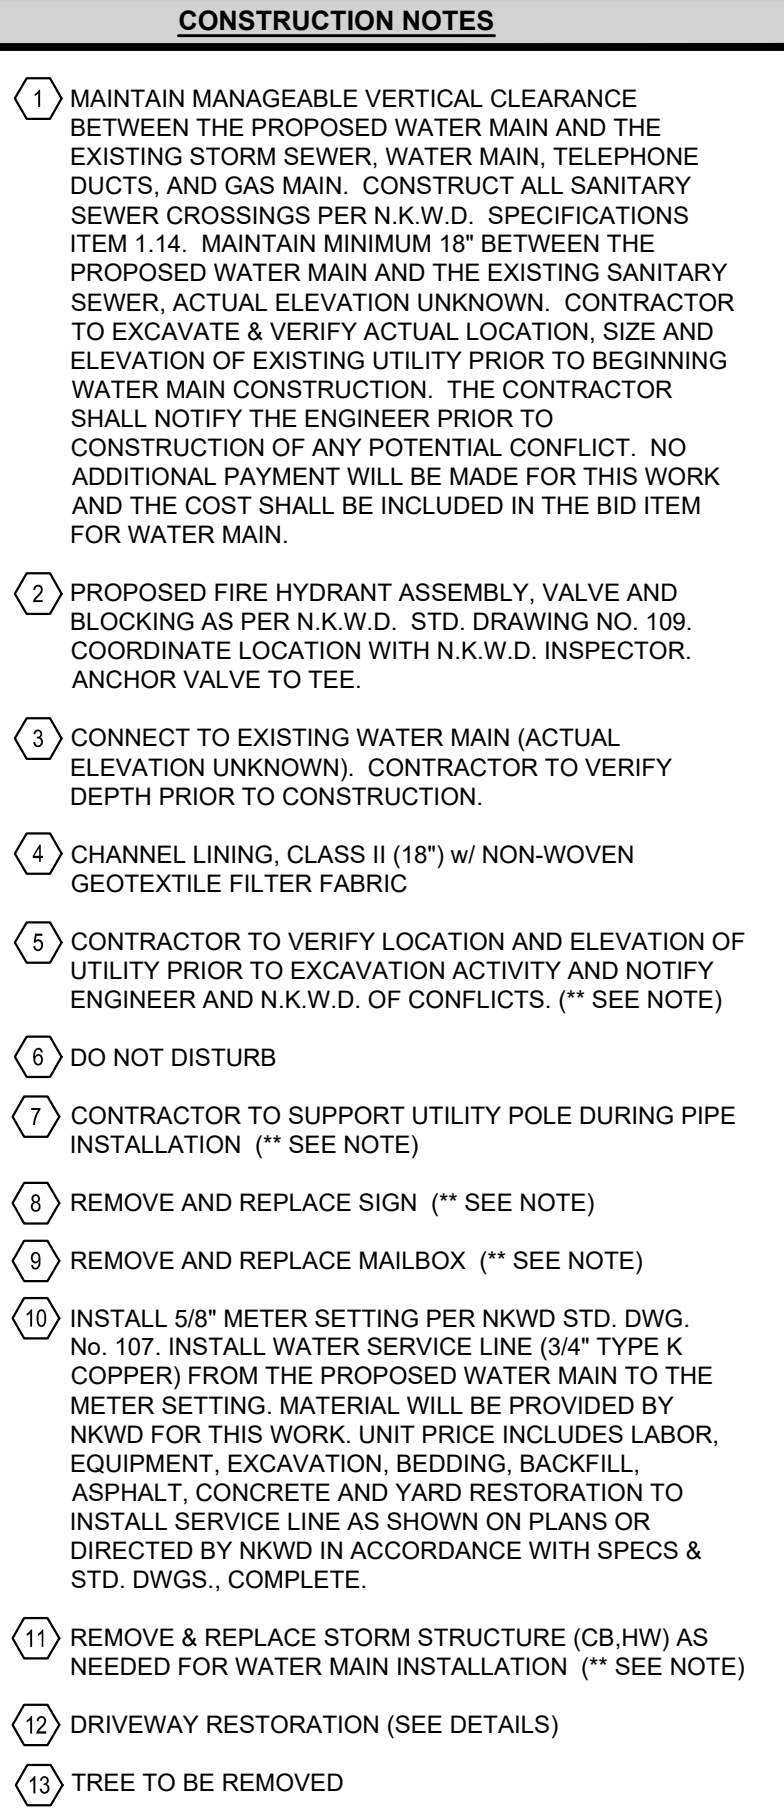 CONSTRUCTION NOTES
1 MAINTAIN MANAGEABLE VERTICAL CLEARANCE
BETWEEN THE PROPOSED WATER MAIN AND THE
EXISTING STORM SEWER, WATER MAIN, TELEPHONE
DUCTS, AND GAS MAIN. CONSTRUCT ALL SANITARY
SEWER CROSSINGS PER N.K.W.D. SPECIFICATIONS
ITEM 1.14. MAINTAIN MINIMUM 18" BETWEEN THE
PROPOSED WATER MAIN AND THE EXISTING SANITARY
SEWER, ACTUAL ELEVATION UNKNOWN. CONTRACTOR
TO EXCAVATE & VERIFY ACTUAL LOCATION, SIZE AND
ELEVATION OF EXISTING UTILITY PRIOR TO BEGINNING
WATER MAIN CONSTRUCTION. THE CONTRACTOR
SHALL NOTIFY THE ENGINEER PRIOR TO
CONSTRUCTION OF ANY POTENTIAL CONFLICT. NO
ADDITIONAL PAYMENT WILL BE MADE FOR THIS WORK
AND THE COST SHALL BE INCLUDED IN THE BID ITEM
FOR WATER MAIN.
2 PROPOSED FIRE HYDRANT ASSEMBLY, VALVE AND
BLOCKING AS PER N.K.W.D. STD. DRAWING NO. 109.
COORDINATE LOCATION WITH N.K.W.D. INSPECTOR.
ANCHOR VALVE TO TEE.
3 CONNECT TO EXISTING WATER MAIN (ACTUAL
ELEVATION UNKNOWN). CONTRACTOR TO VERIFY
DEPTH PRIOR TO CONSTRUCTION.
4 CHANNEL LINING, CLASS II (18") w/ NON-WOVEN
GEOTEXTILE FILTER FABRIC
5 CONTRACTOR TO VERIFY LOCATION AND ELEVATION OF
UTILITY PRIOR TO EXCAVATION ACTIVITY AND NOTIFY
ENGINEER AND N.K.W.D. OF CONFLICTS. (** SEE NOTE)
6 DO NOT DISTURB
7 CONTRACTOR TO SUPPORT UTILITY POLE DURING PIPE
INSTALLATION (** SEE NOTE)
8 REMOVE AND REPLACE SIGN (** SEE NOTE)
9 REMOVE AND REPLACE MAILBOX (** SEE NOTE)
10 INSTALL 5/8" METER SETTING PER NKWD STD. DWG.
No. 107. INSTALL WATER SERVICE LINE (3/4" TYPE K
COPPER) FROM THE PROPOSED WATER MAIN TO THE
METER SETTING. MATERIAL WILL BE PROVIDED BY
NKWD FOR THIS WORK. UNIT PRICE INCLUDES LABOR,
EQUIPMENT, EXCAVATION, BEDDING, BACKFILL,
ASPHALT, CONCRETE AND YARD RESTORATION TO
INSTALL SERVICE LINE AS SHOWN ON PLANS OR
DIRECTED BY NKWD IN ACCORDANCE WITH SPECS &
STD. DWGS., COMPLETE.
11 REMOVE & REPLACE STORM STRUCTURE (CB,HW) AS
NEEDED FOR WATER MAIN INSTALLATION (** SEE NOTE)
12 DRIVEWAY RESTORATION (SEE DETAILS)
13 TREE TO BE REMOVED